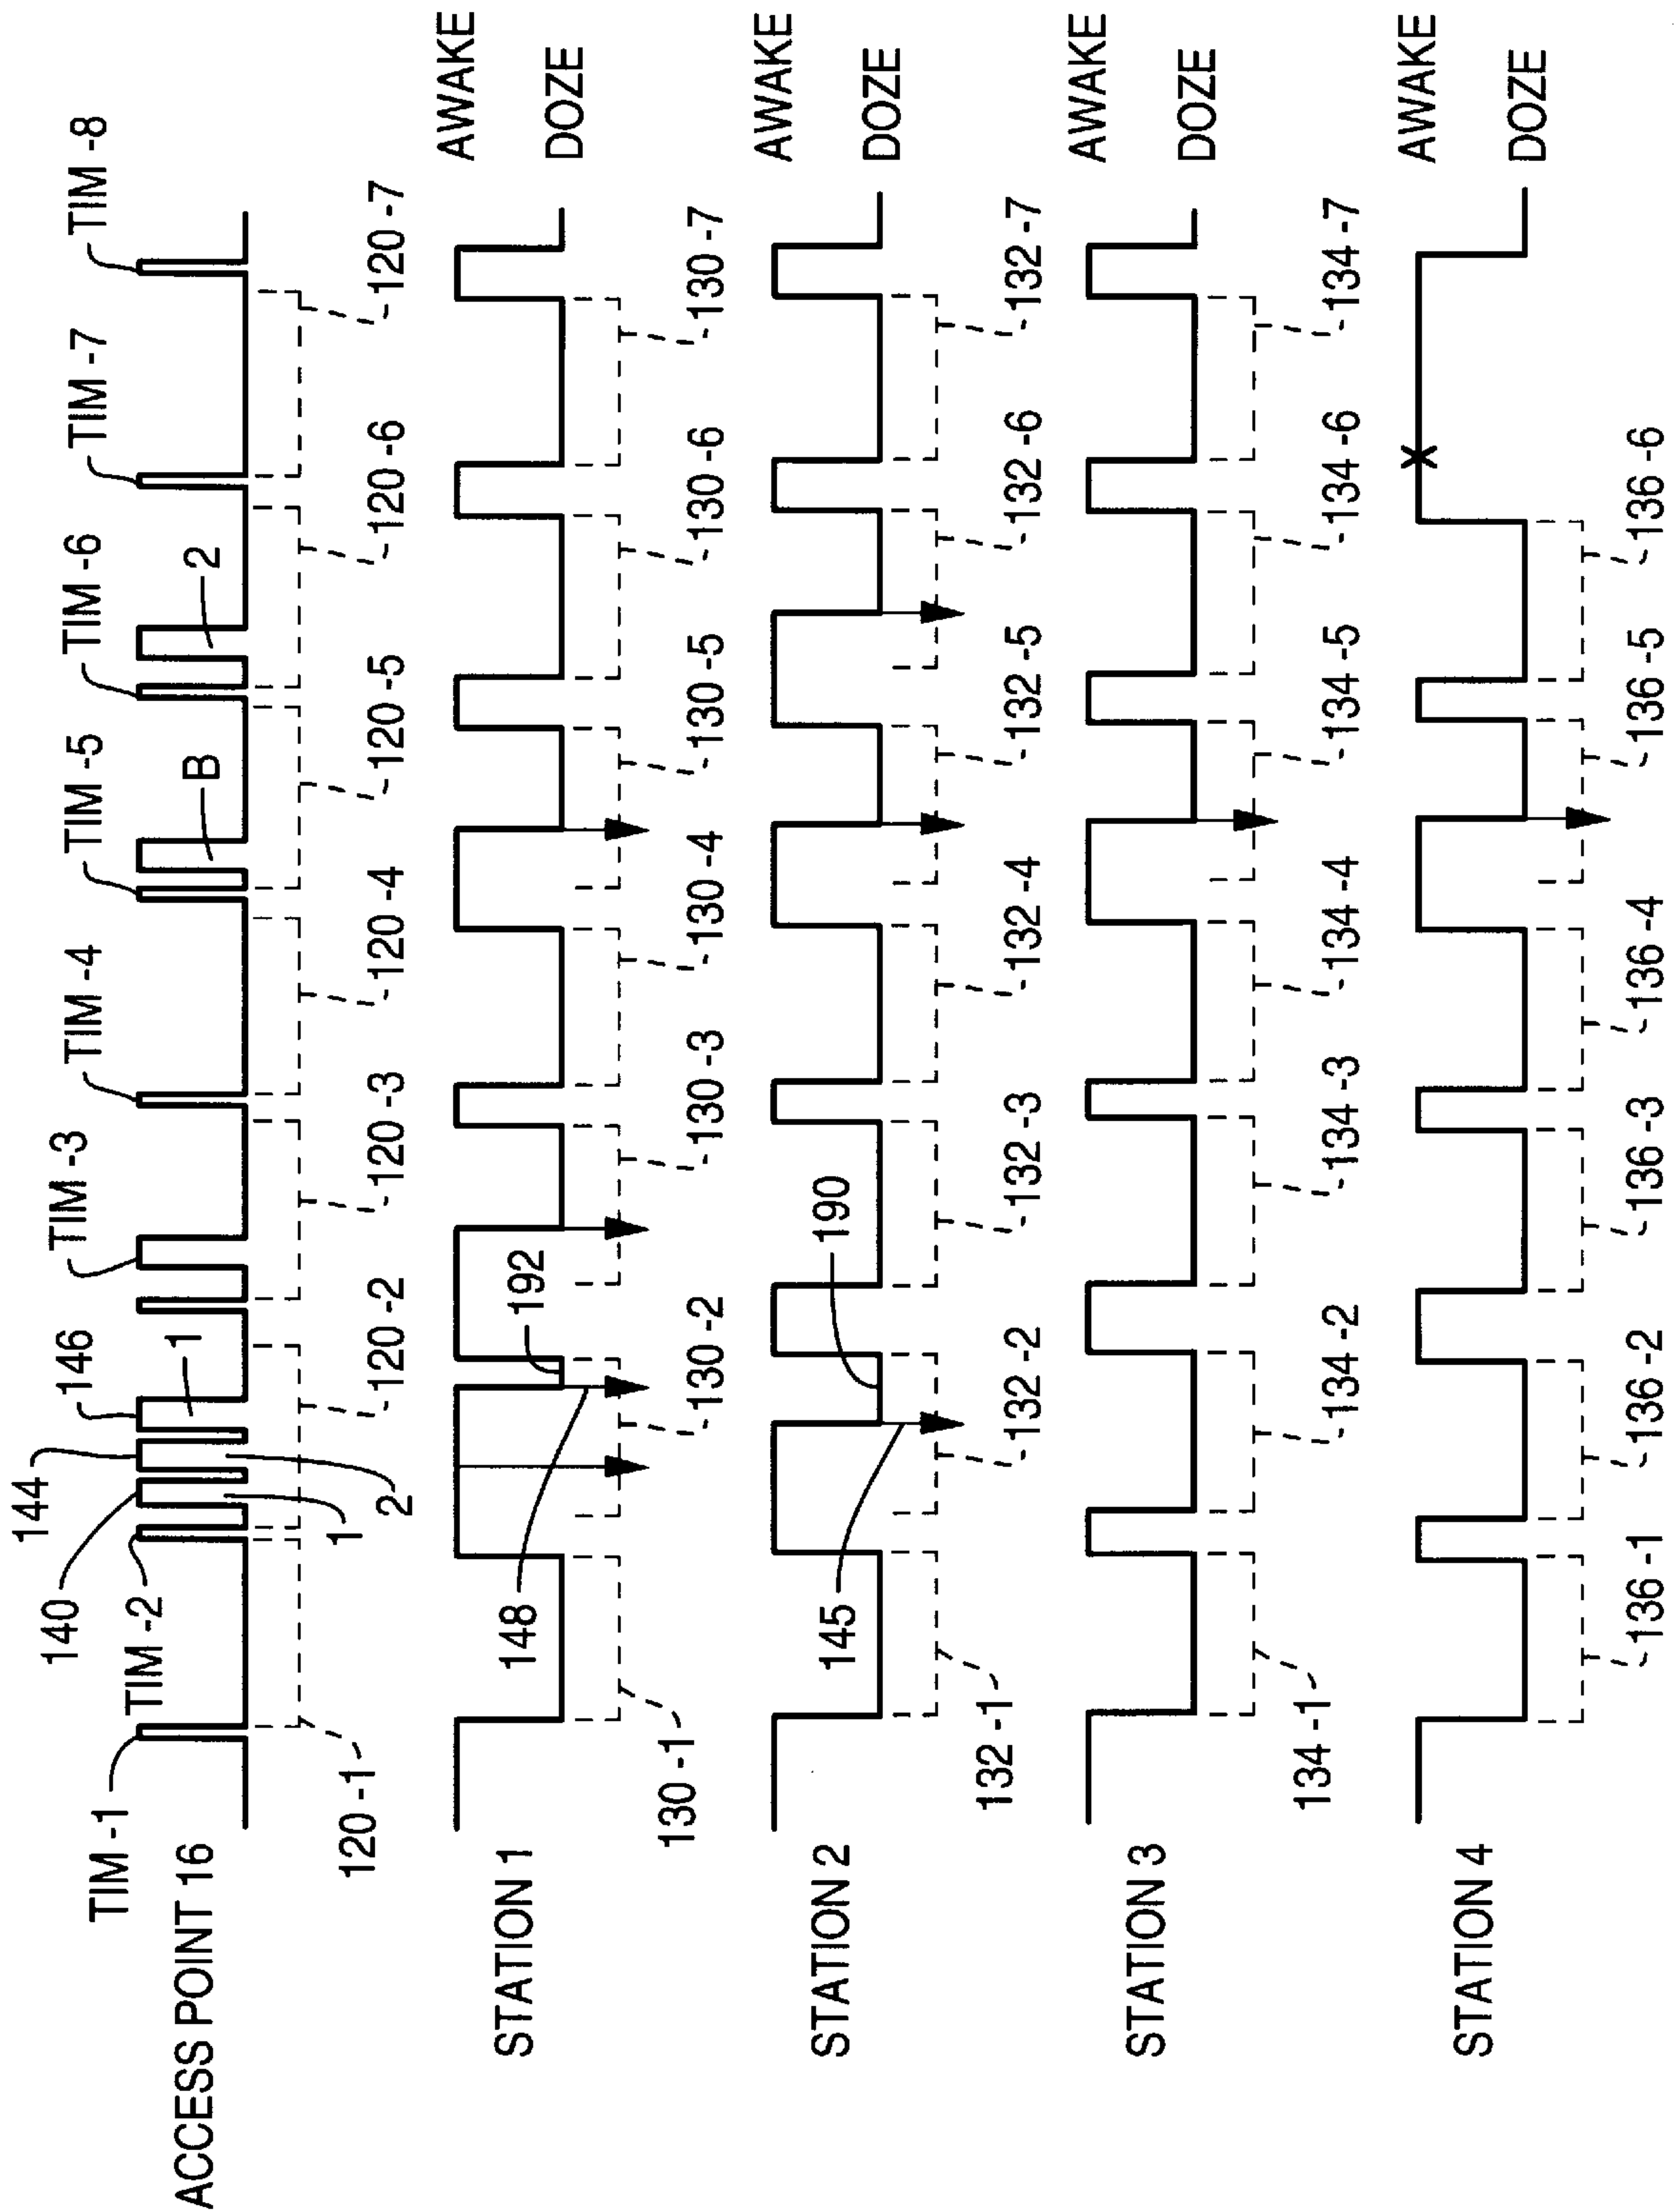 TIM -1
TIM -2
140
144
146
TIM -3
TIM -4
TIM -5
TIM -6
TIM -7
TIM -8
ACCESS POINT 16
1
2
1
B
2
120 -1
120 -2
120 -3
120 -4
120 -5
120 -6
120 -7
STATION 1
148
192
AWAKE
DOZE
130 -1
130 -2
130 -3
130 -4
130 -5
130 -6
130 -7
STATION 2
145
190
AWAKE
DOZE
132 -1
132 -2
132 -3
132 -4
132 -5
132 -6
132 -7
STATION 3
AWAKE
DOZE
134 -1
134 -2
134 -3
134 -4
134 -5
134 -6
134 -7
STATION 4
X
AWAKE
DOZE
136 -1
136 -2
136 -3
136 -4
136 -5
136 -6